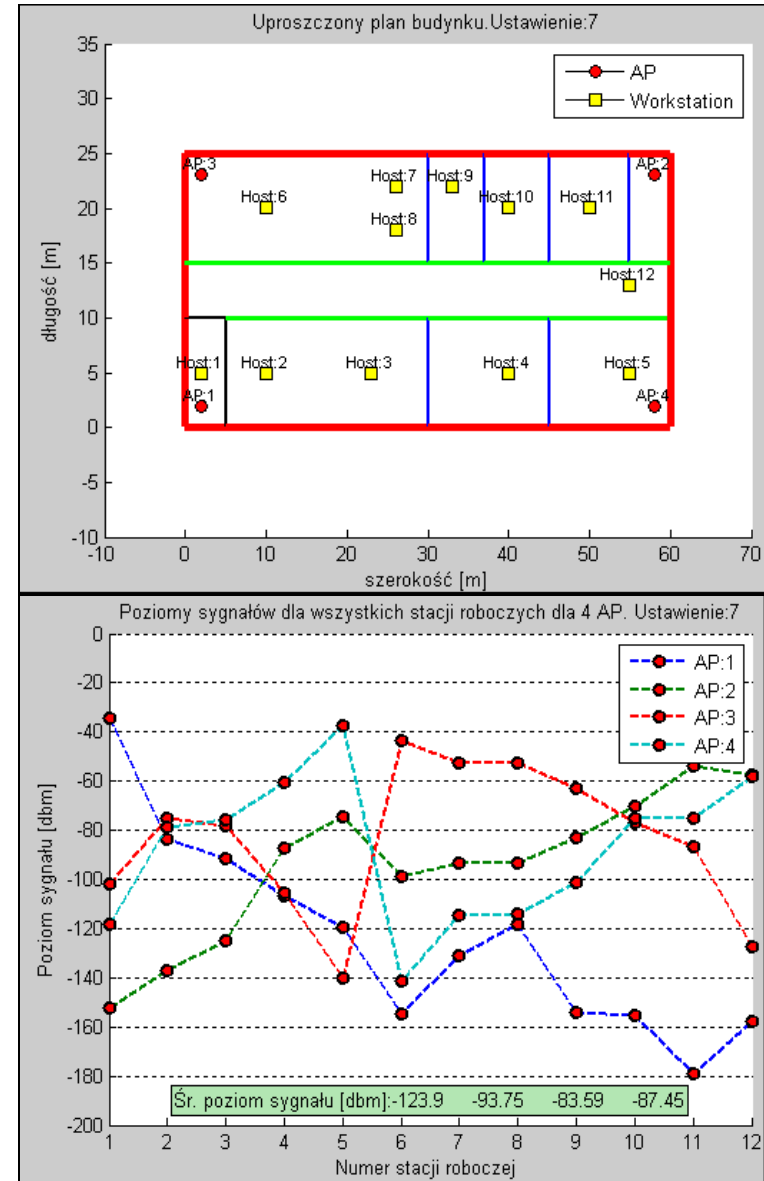 Uproszczony plan budynku.Ustawienie:7
35
30
25
20
15
10
5
0
-5
-10
długość [m]
AP
Workstation
AP:3
Host:6
Host:7
Host:8
Host:9
Host:10
Host:11
AP:2
Host:12
Host:1
AP:1
Host:2
Host:3
Host:4
Host:5
AP:4
-10 0 10 20 30 40 50 60 70
szerokość [m]
Poziomy sygnałów dla wszystkich stacji roboczych dla 4 AP. Ustawienie:7
0
-20
-40
-60
-80
-100
-120
-140
-160
-180
-200
Poziom sygnału [dbm]
AP:1
AP:2
AP:3
AP:4
Śr. poziom sygnału [dbm]:-123.9 -93.75 -83.59 -87.45
1 2 3 4 5 6 7 8 9 10 11 12
Numer stacji roboczej